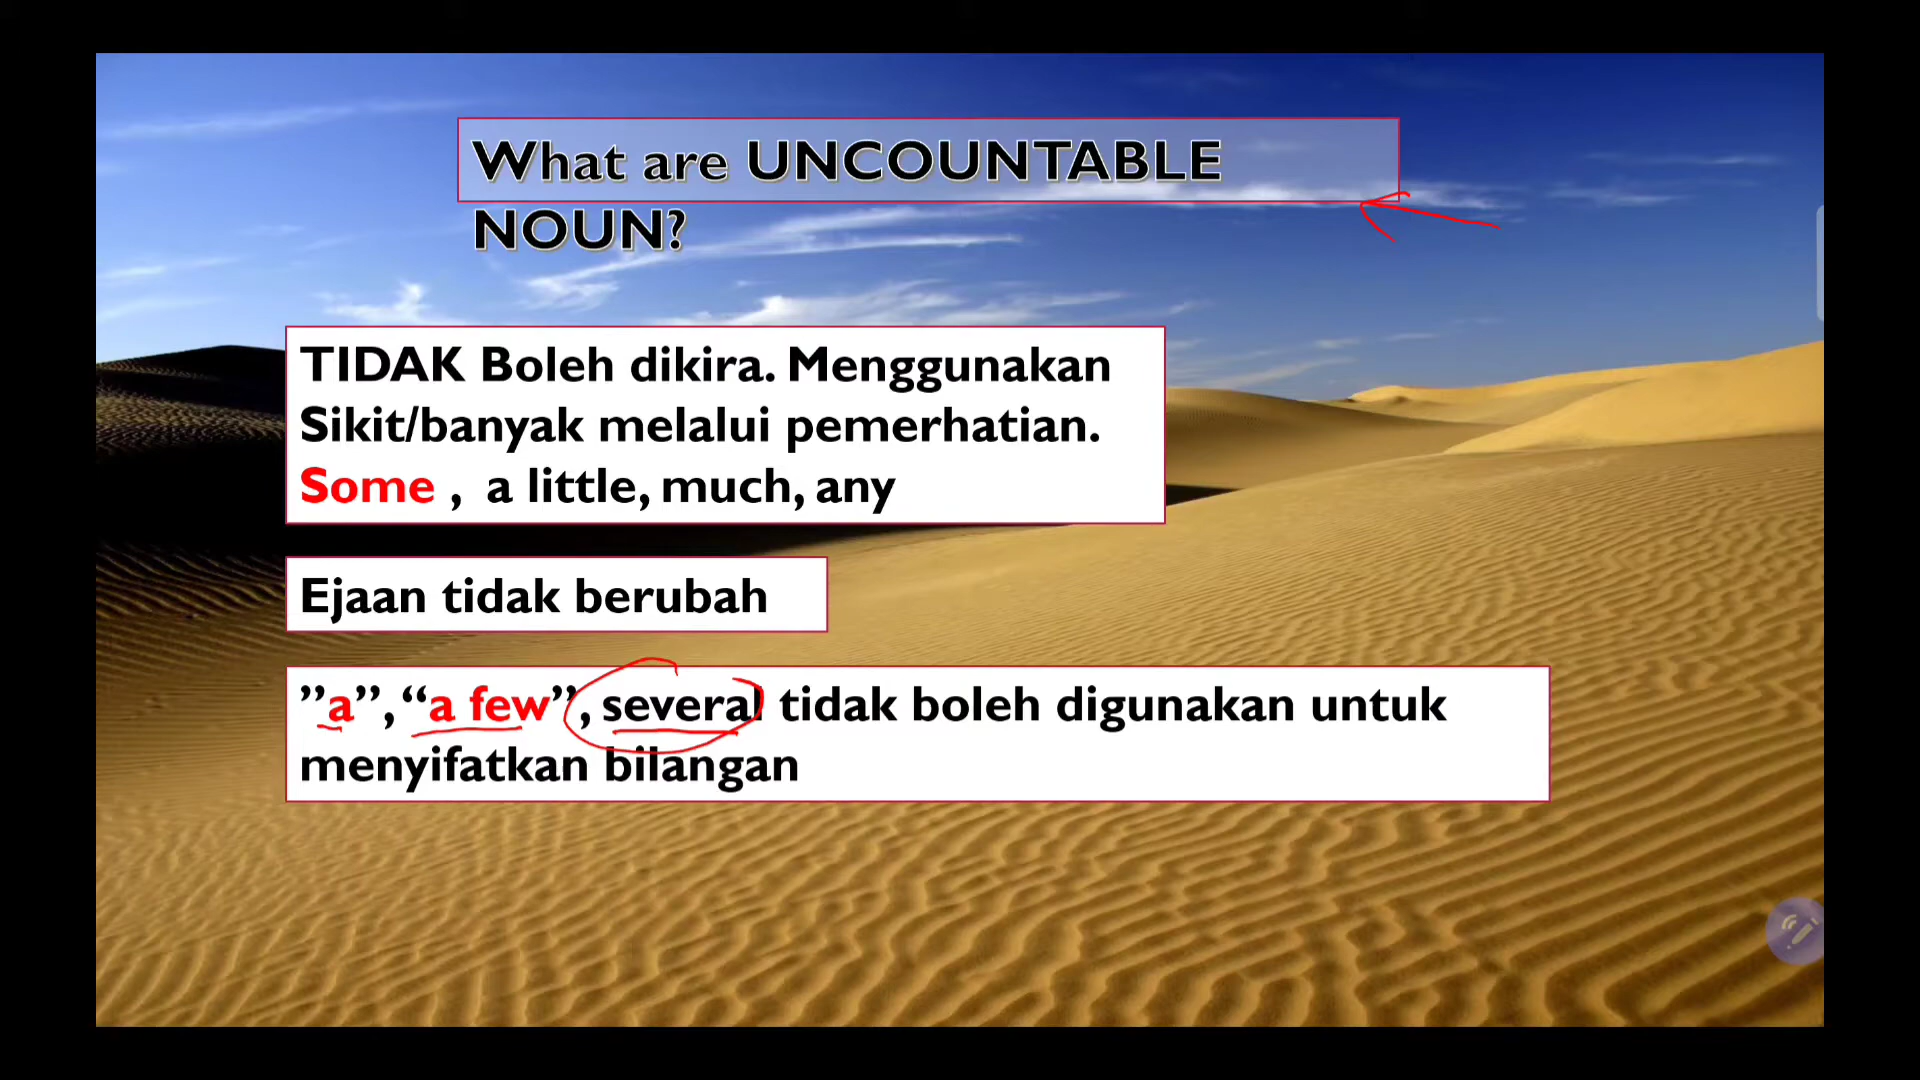 What are UNCOUNTABLE
NOUN?
TIDAK Boleh dikira. Menggunakan
Sikit/banyak melalui pemerhatian.
Some , a little, much, any
Ejaan tidak berubah
”a”, “a few”, several tidak boleh digunakan untuk
menyifatkan bilangan